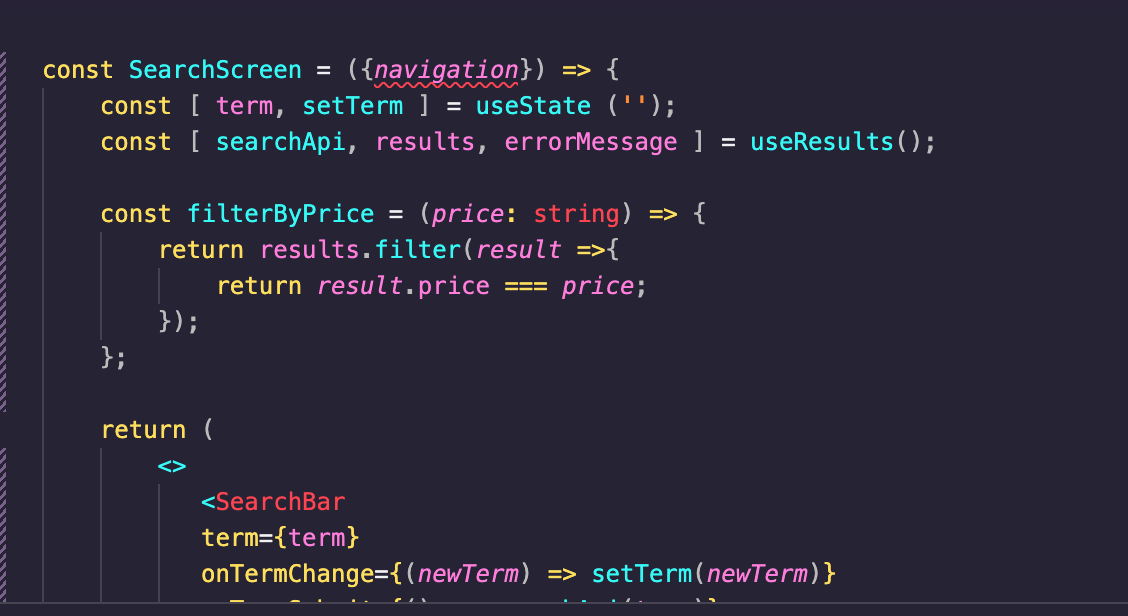 const SearchScreen = ({navigation}) => {
const [ term, setTerm ] = useState ('');
const [ searchApi, results, errorMessage ] = useResults();
const filterByPrice = (price: string) => {
return results.filter(result =>{
return result.price === price;
});
};
return (
<>
<SearchBar
term={term}
onTermChange={(newTerm) => setTerm(newTerm)}